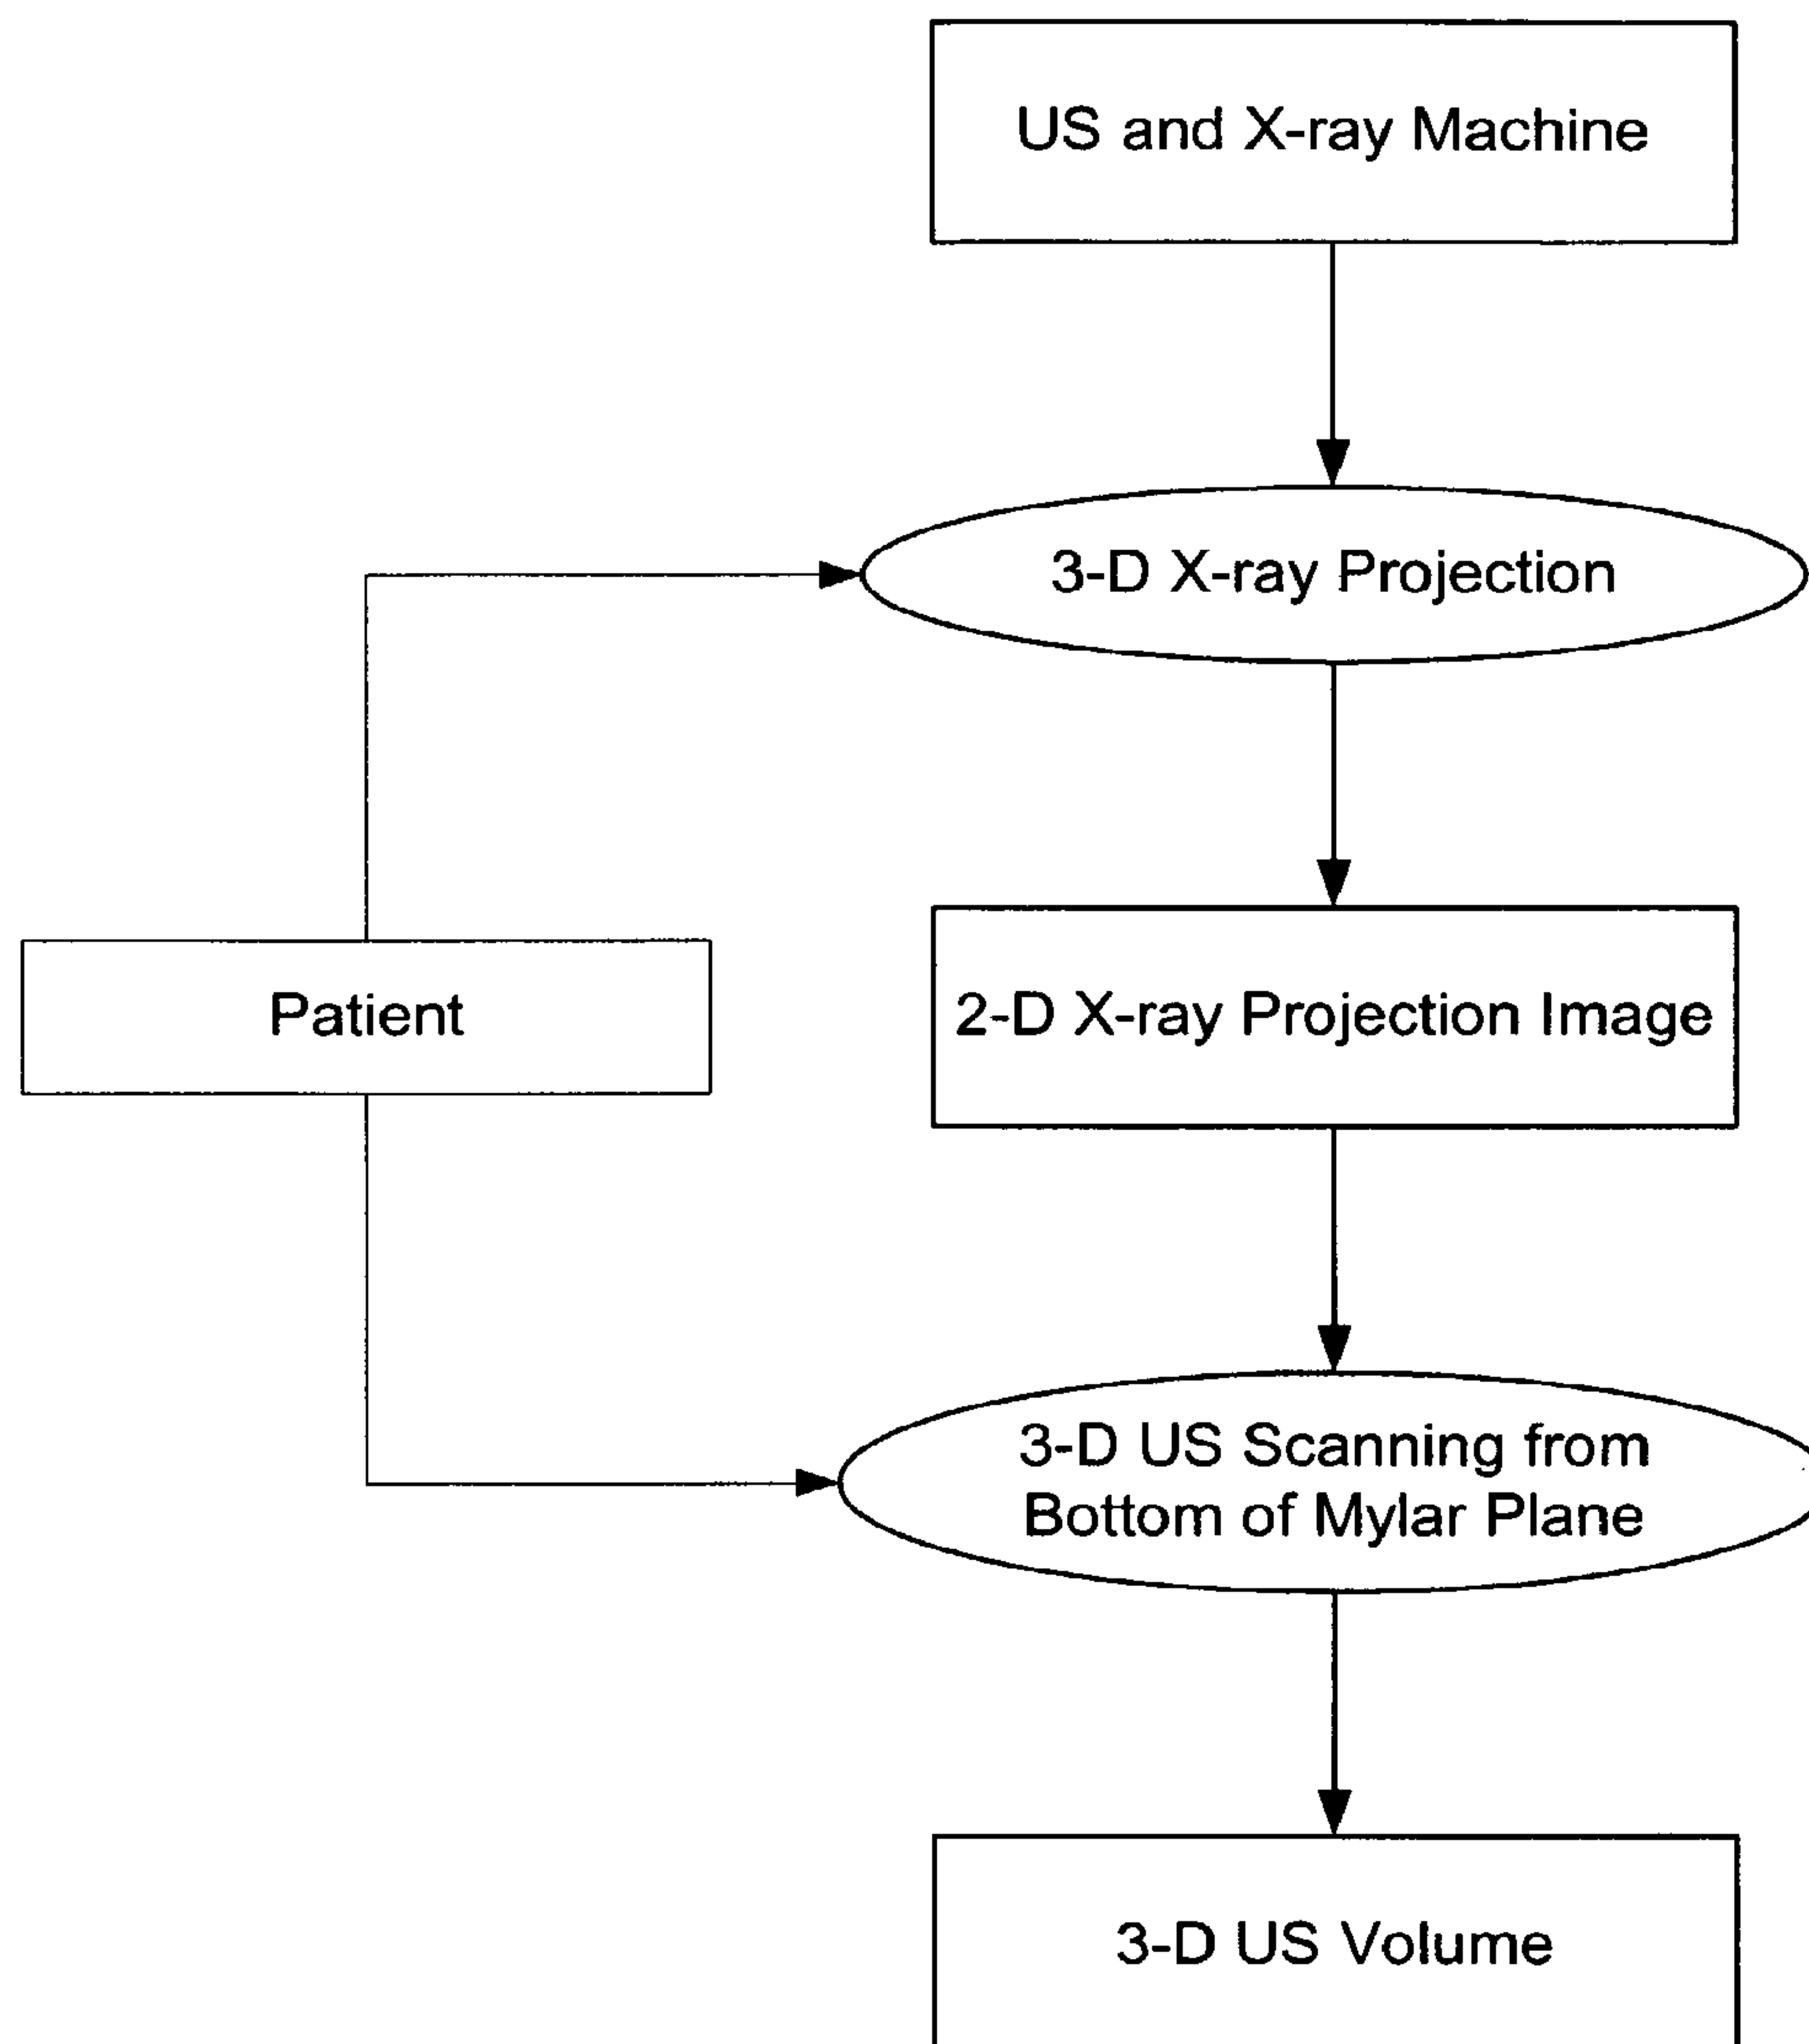 US and X-ray Machine
3-D X-ray Projection
Patient
2-D X-ray Projection Image
3-D US Scanning from
Bottom of Mylar Plane
3-D US Volume